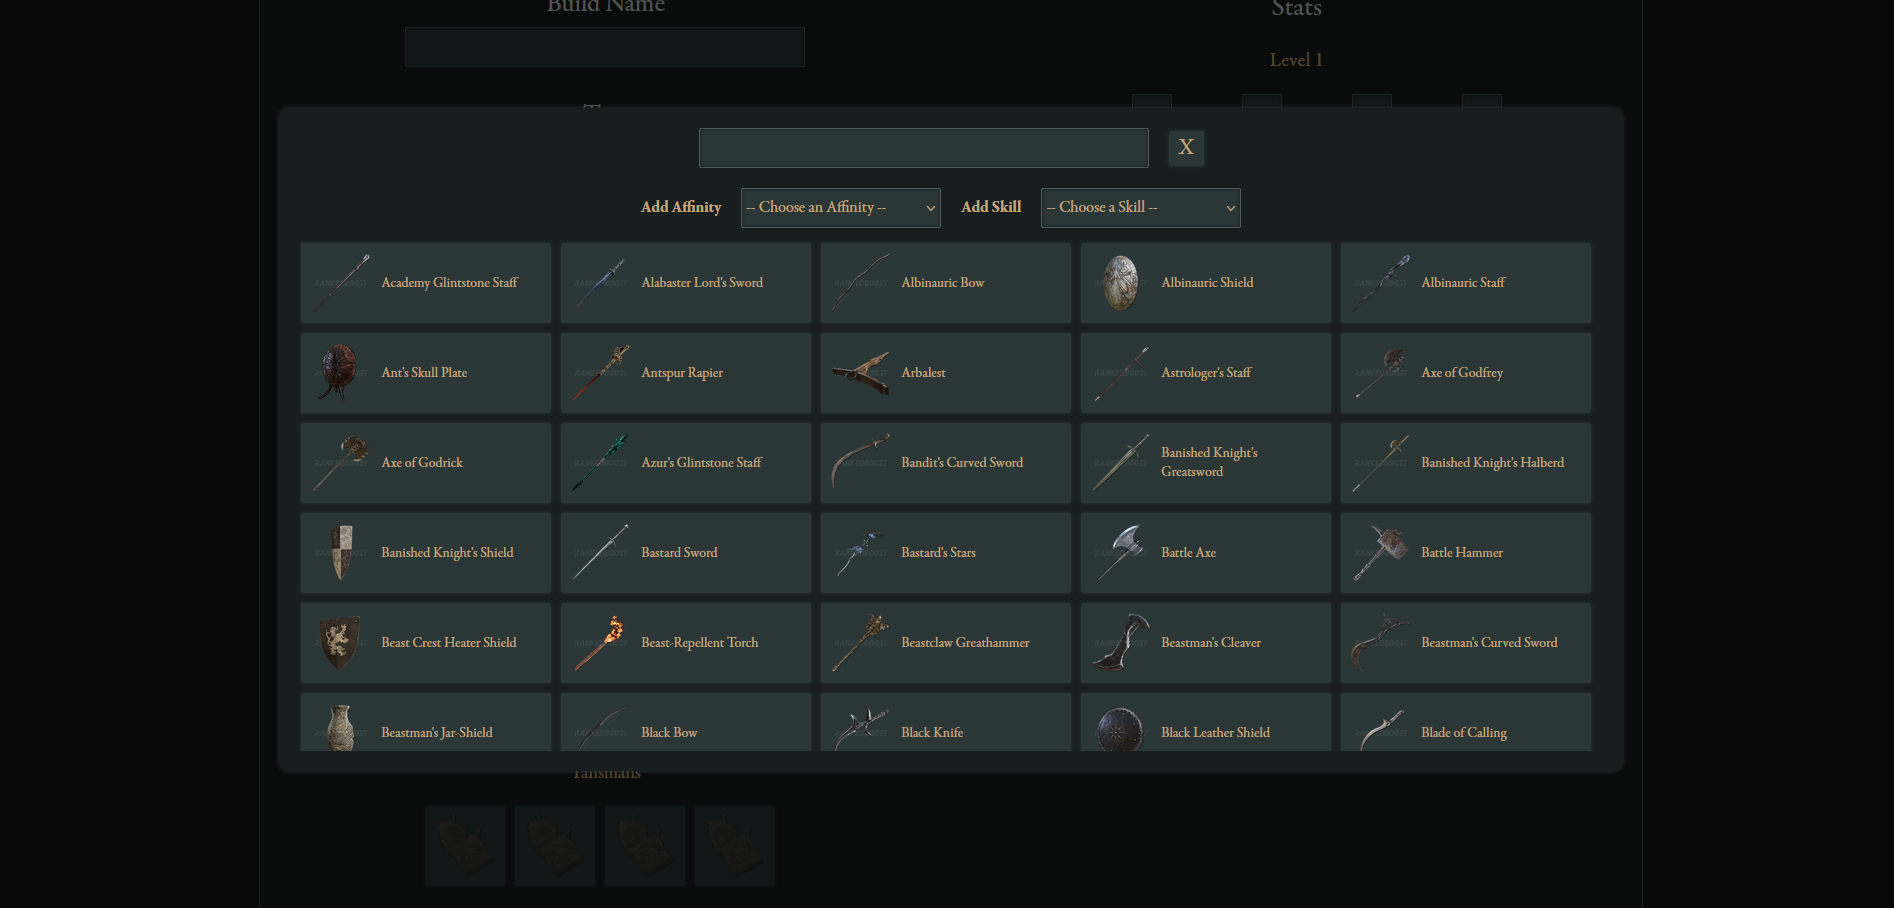 Build Name
Stats
Level 1
X
Add Affinity
-- Choose an Affinity --
Add Skill
-- Choose a Skill --
Academy Glintstone Staff
Alabaster Lord's Sword
Albinauric Bow
Albinauric Shield
Albinauric Staff
Ant's Skull Plate
Antspur Rapier
Arbalest
Astrologer's Staff
Axe of Godfrey
Axe of Godrick
Azur's Glintstone Staff
Bandit's Curved Sword
Banished Knight's
Greatsword
Banished Knight's Halberd
Banished Knight's Shield
Bastard Sword
Bastard's Stars
Battle Axe
Battle Hammer
Beast Crest Heater Shield
Beast-Repellent Torch
Beastclaw Greathammer
Beastman's Cleaver
Beastman's Curved Sword
Beastman's Jar-Shield
Black Bow
Black Knife
Black Leather Shield
Blade of Calling
Talismans